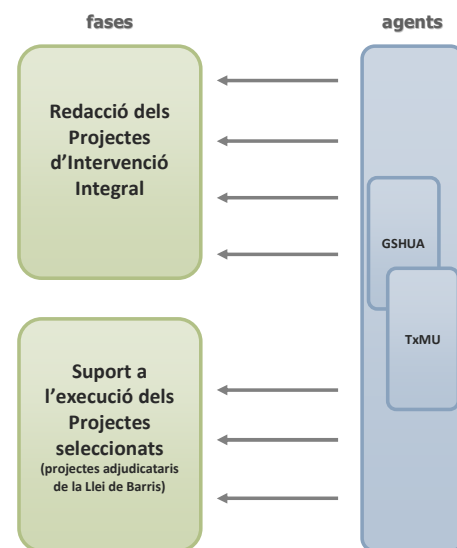 fases
agents
Redacció dels
Projectes
d'Intervenció
Integral
GSHUA
TxMU
Suport a
l'execució dels
Projectes
seleccionats
(projectes adjudicataris
de la Llei de Barris)